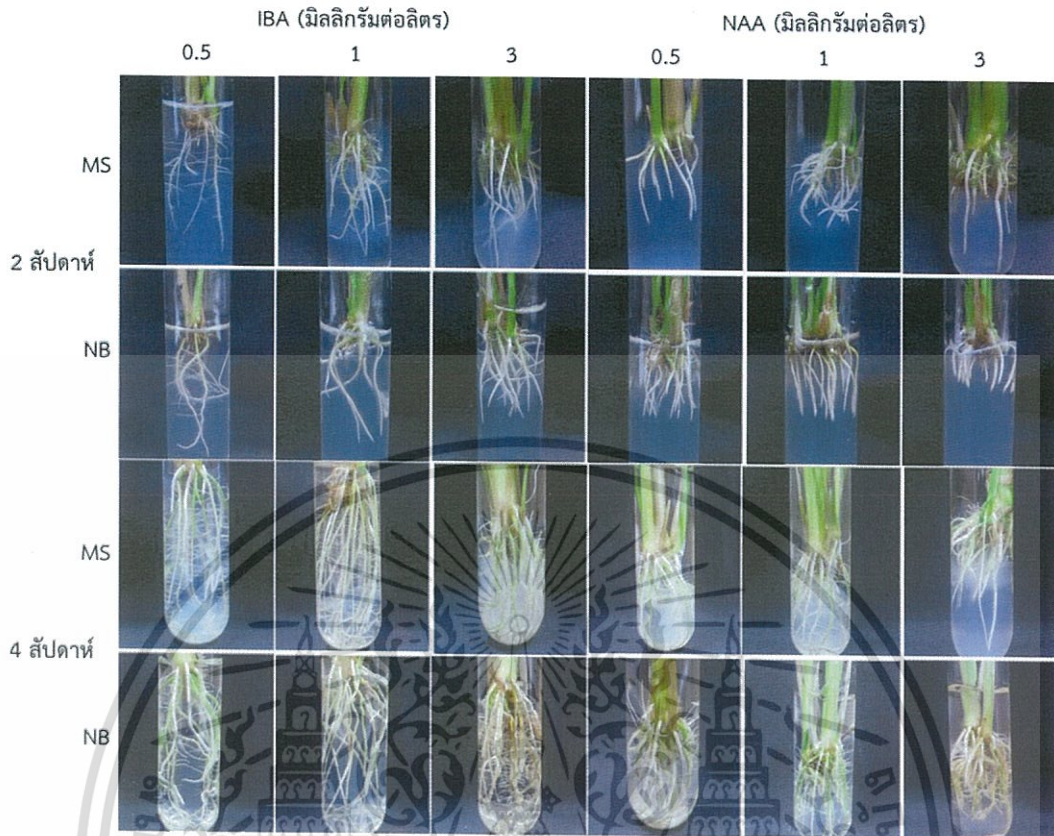 IBA (มิลลิกรัมต่อลิตร) NAA (มิลลิกรัมต่อลิตร)
0.5 1 3 0.5 1 3
MS
2 สัปดาห์
NB
MS
4 สัปดาห์
NB